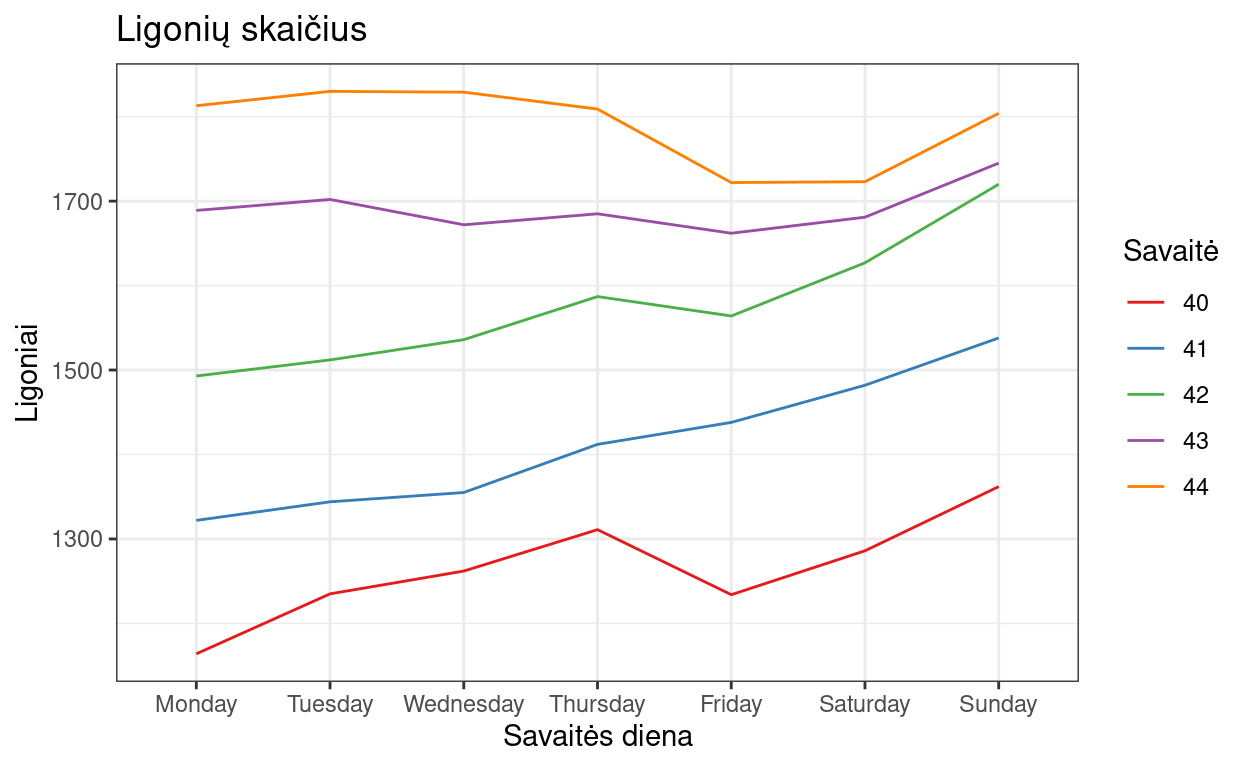 Ligonių skaičius
Ligoniai
1700
1500
1300
Monday Tuesday Wednesday Thursday Friday Saturday Sunday
Savaitės diena
Savaitė
40
41
42
43
44